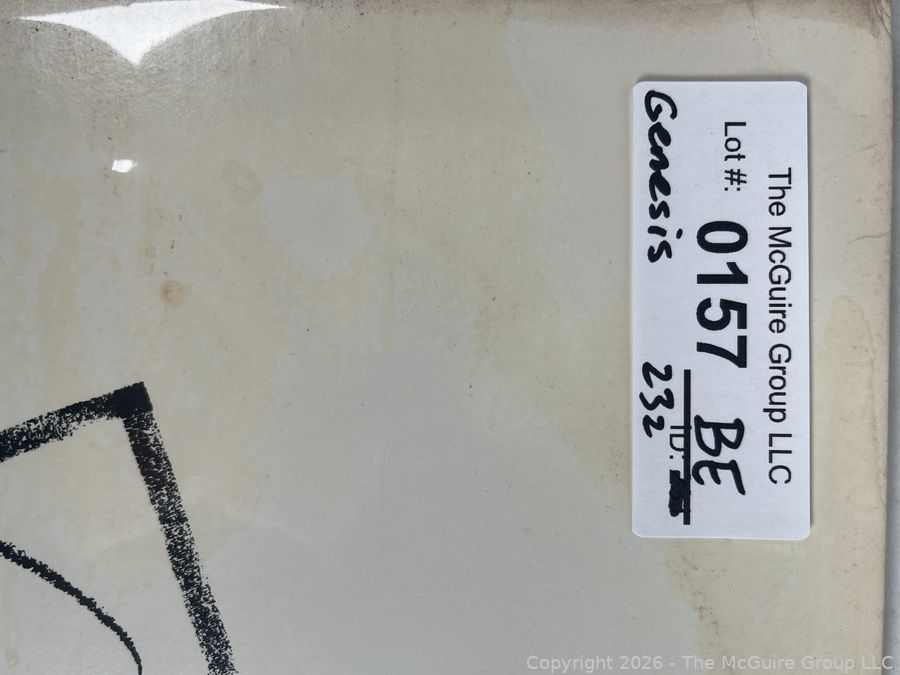 The McGuire Group LLC
Lot #: 0157 BE
ID:
Genesis 232
Copyright 2026 - The McGuire Group LLC